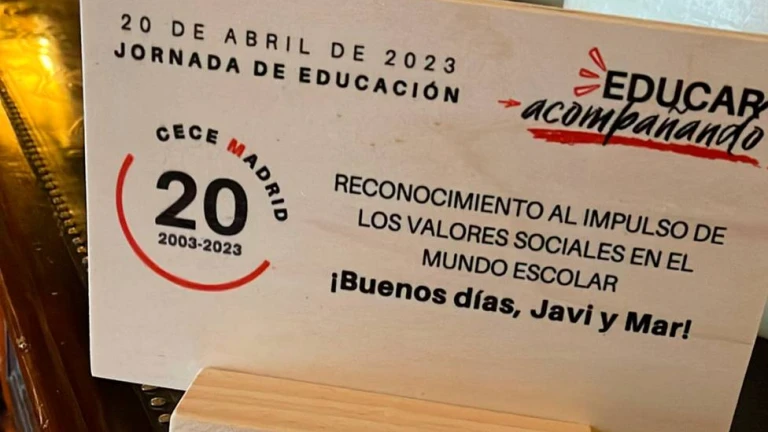 20 DE ABRIL DE 2023
JORNADA DE EDUCACIÓN
EDUCAR
acompañando
CECE MADRID
20
2003-2023
RECONOCIMIENTO AL IMPULSO DE
LOS VALORES SOCIALES EN EL
MUNDO ESCOLAR
¡Buenos días, Javi y Mar!